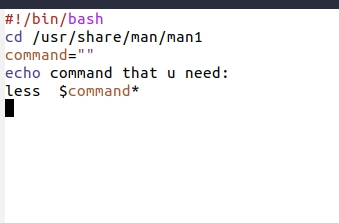 #!/bin/bash
cd /usr/share/man/man1
command=""
echo command that u need:
less  $command*